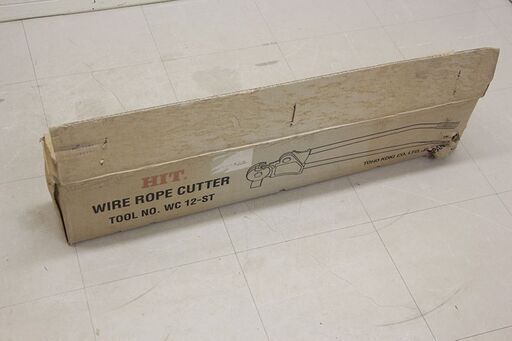 HIT.
WIRE ROPE CUTTER
TOOL NO. WC 12-ST
TOHO KOKI CO., LTD.